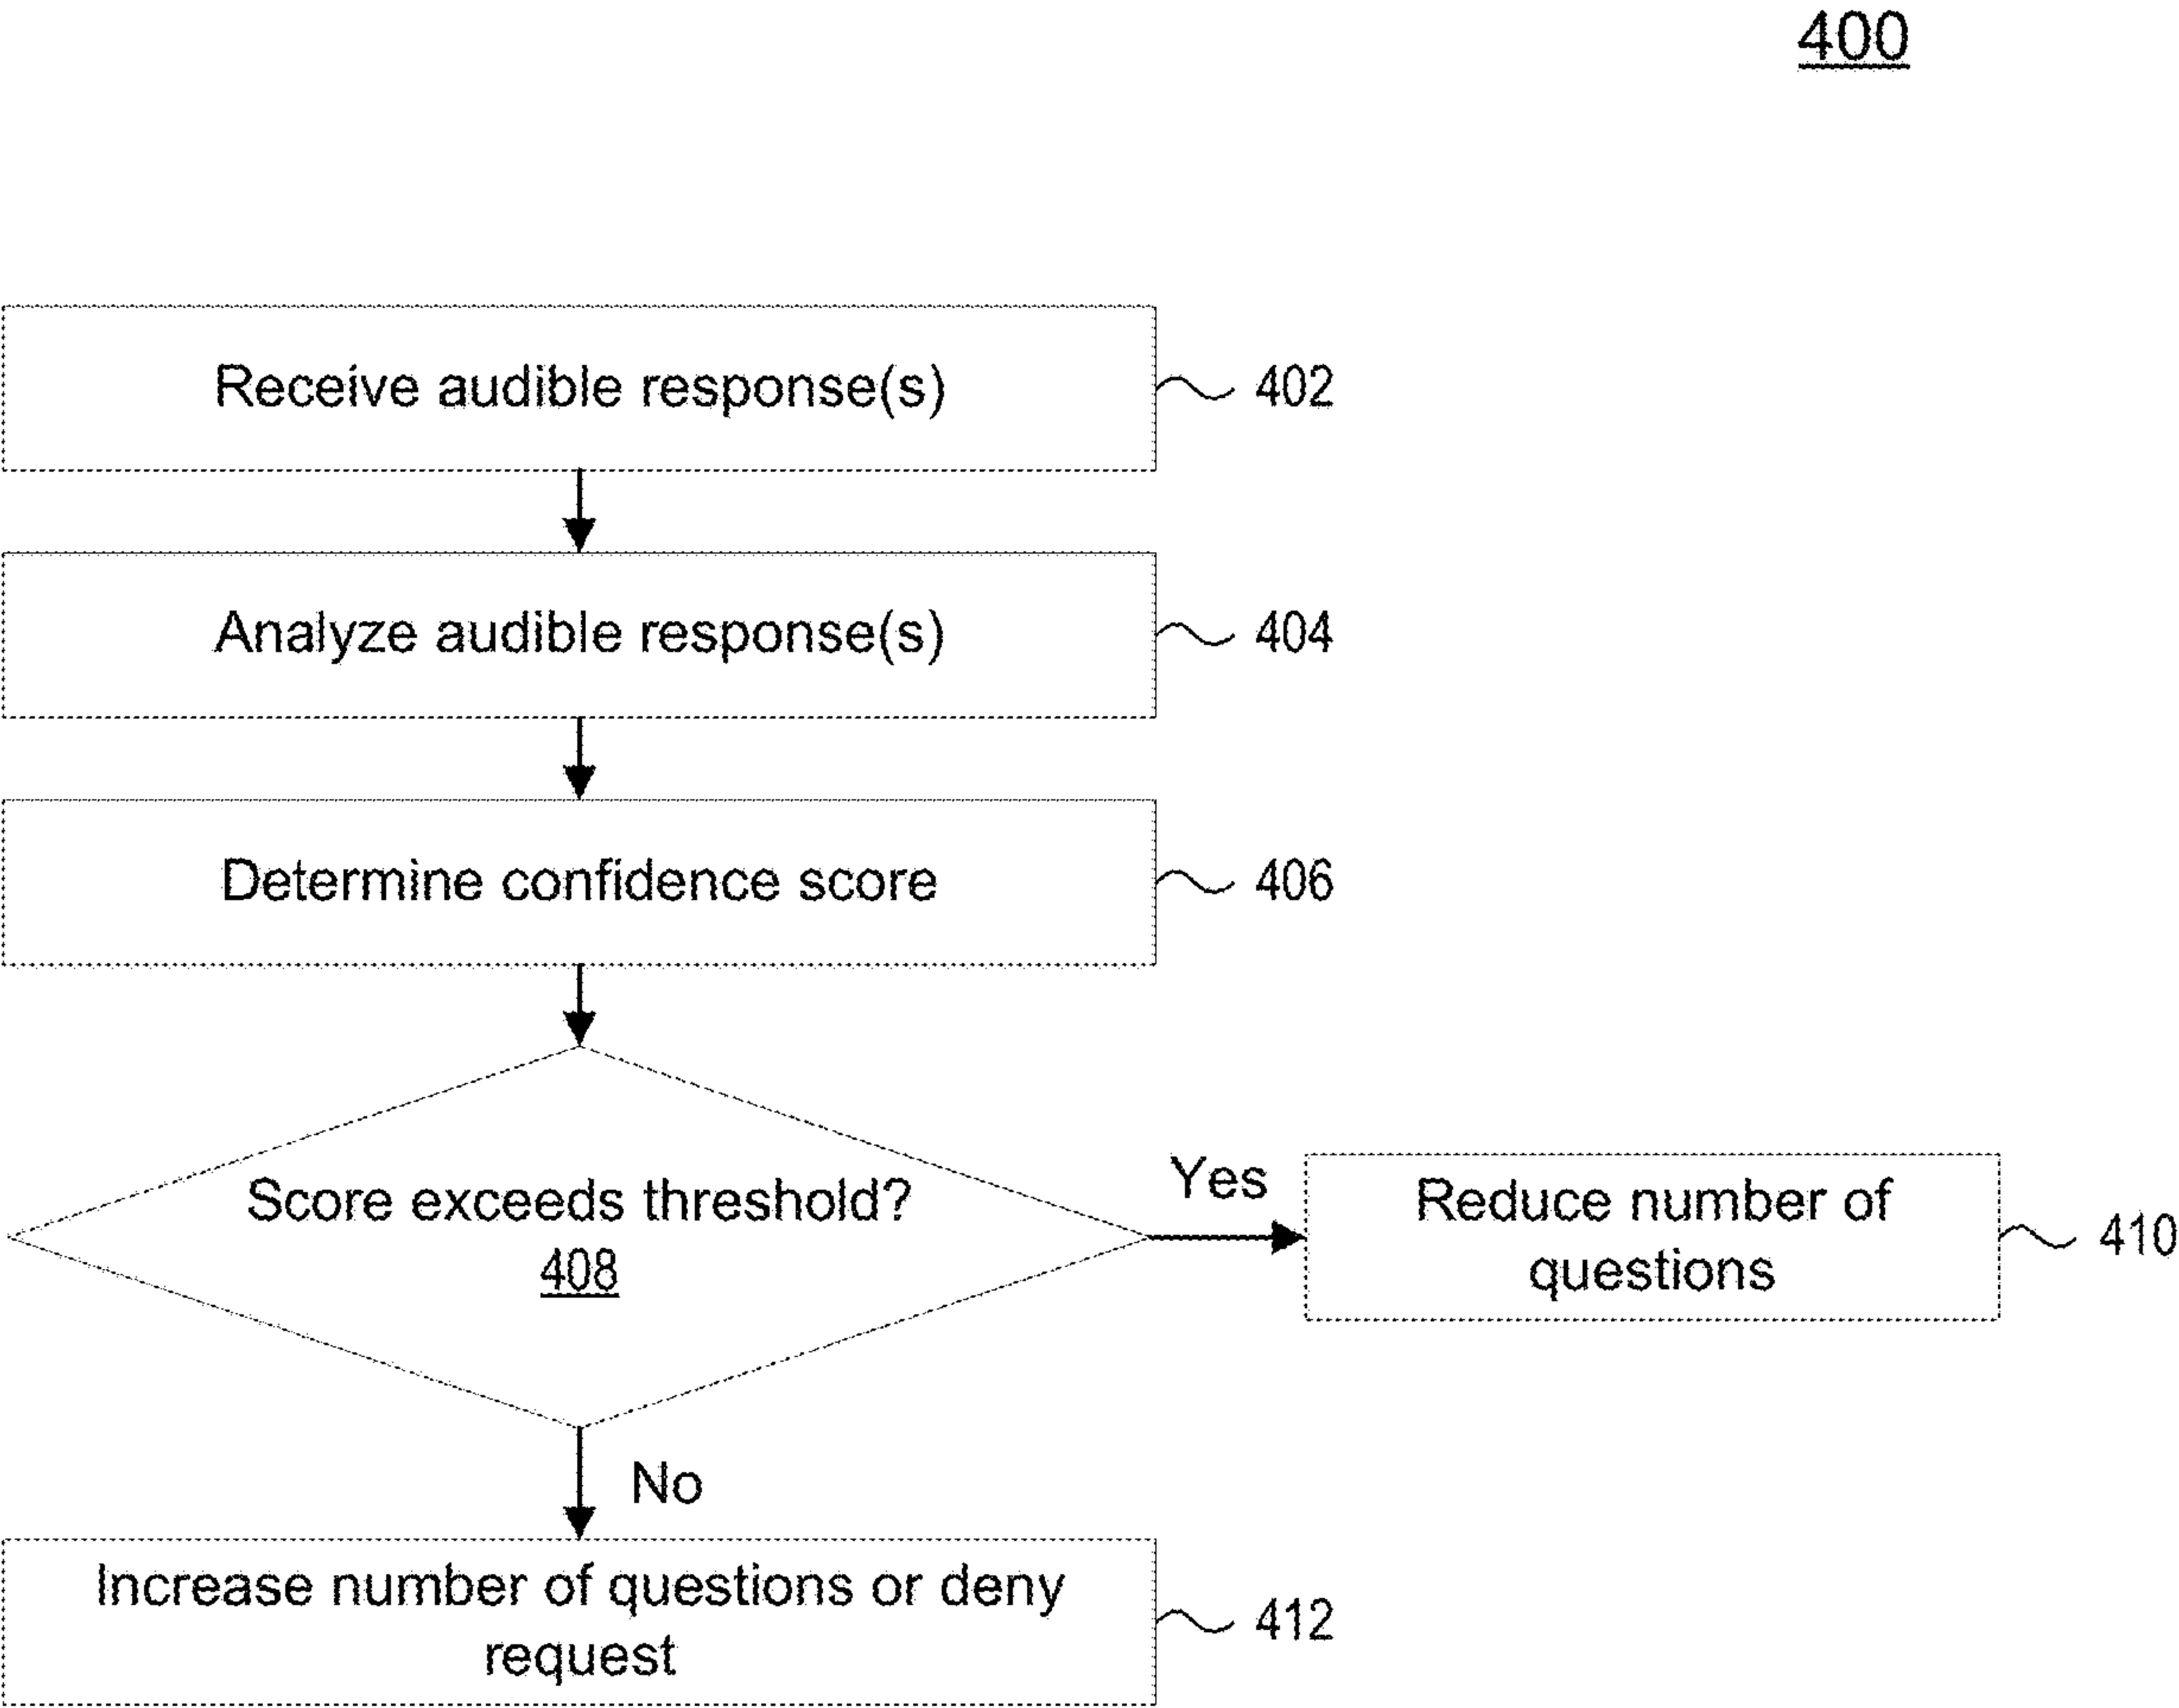 400
Receive audible response(s)
402
Analyze audible response(s)
404
Determine confidence score
406
Score exceeds threshold?
408
Yes
Reduce number of
questions
410
No
Increase number of questions or deny
request
412